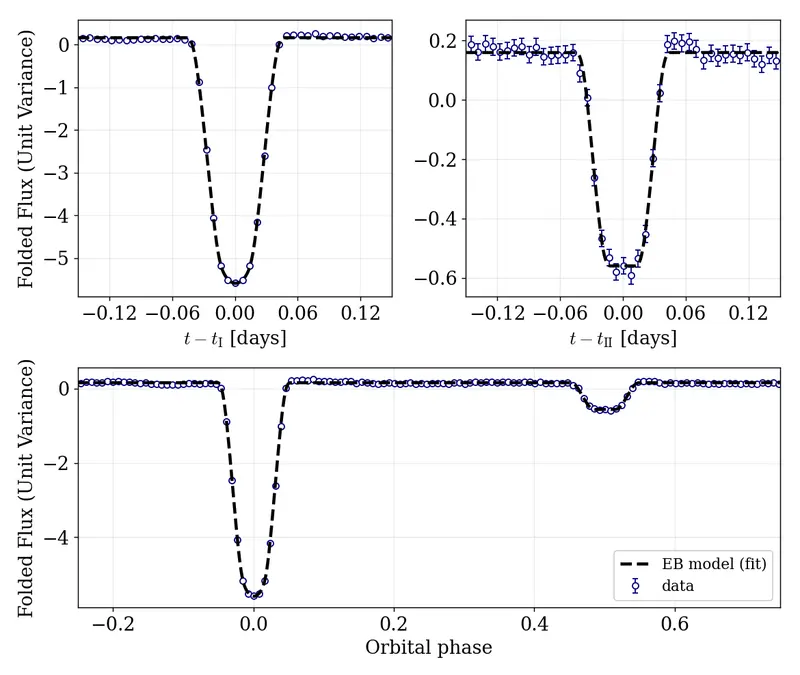 Folded Flux (Unit Variance)
0
−1
−2
−3
−4
−5
−0.12 −0.06 0.00 0.06 0.12
t − t_I [days]
0.2
0.0
−0.2
−0.4
−0.6
−0.12 −0.06 0.00 0.06 0.12
t − t_II [days]
Folded Flux (Unit Variance)
0
−2
−4
−0.2 0.0 0.2 0.4 0.6
Orbital phase
EB model (fit)
data